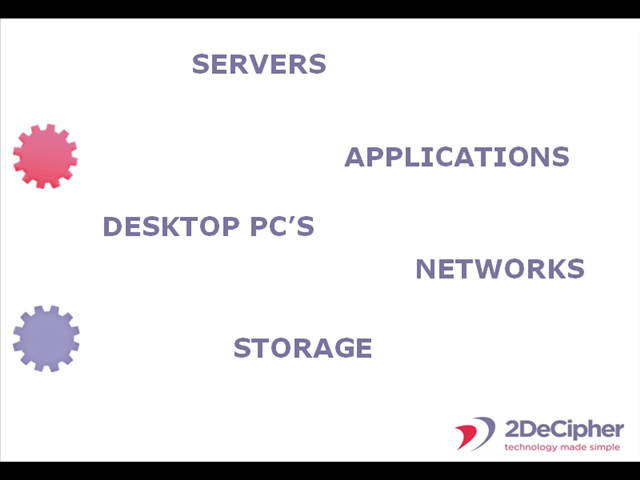 SERVERS
APPLICATIONS
DESKTOP PC’S
NETWORKS
STORAGE
2DeCipher
technology made simple